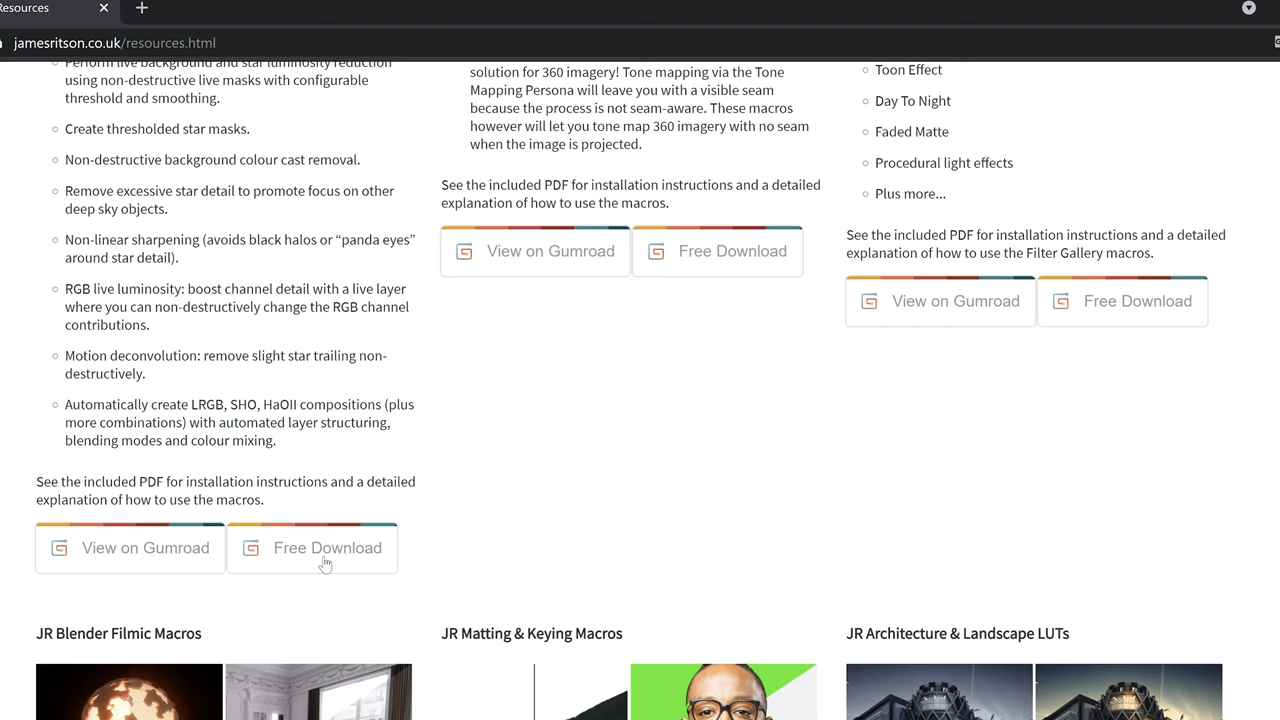 Resources
jamesritson.co.uk/resources.html
Perform live background and star luminosity reduction
using non-destructive live masks with configurable
threshold and smoothing.
Create thresholded star masks.
Non-destructive background colour cast removal.
Remove excessive star detail to promote focus on other
deep sky objects.
Non-linear sharpening (avoids black halos or “panda eyes”
around star detail).
RGB live luminosity: boost channel detail with a live layer
where you can non-destructively change the RGB channel
contributions.
Motion deconvolution: remove slight star trailing non-
destructively.
Automatically create LRGB, SHO, HaOII compositions (plus
more combinations) with automated layer structuring,
blending modes and colour mixing.
See the included PDF for installation instructions and a detailed
explanation of how to use the macros.
View on Gumroad
Free Download
solution for 360 imagery! Tone mapping via the Tone
Mapping Persona will leave you with a visible seam
because the process is not seam-aware. These macros
however will let you tone map 360 imagery with no seam
when the image is projected.
See the included PDF for installation instructions and a detailed
explanation of how to use the macros.
View on Gumroad
Free Download
Toon Effect
Day To Night
Faded Matte
Procedural light effects
Plus more...
See the included PDF for installation instructions and a detailed
explanation of how to use the Filter Gallery macros.
View on Gumroad
Free Download
JR Blender Filmic Macros
JR Matting & Keying Macros
JR Architecture & Landscape LUTs